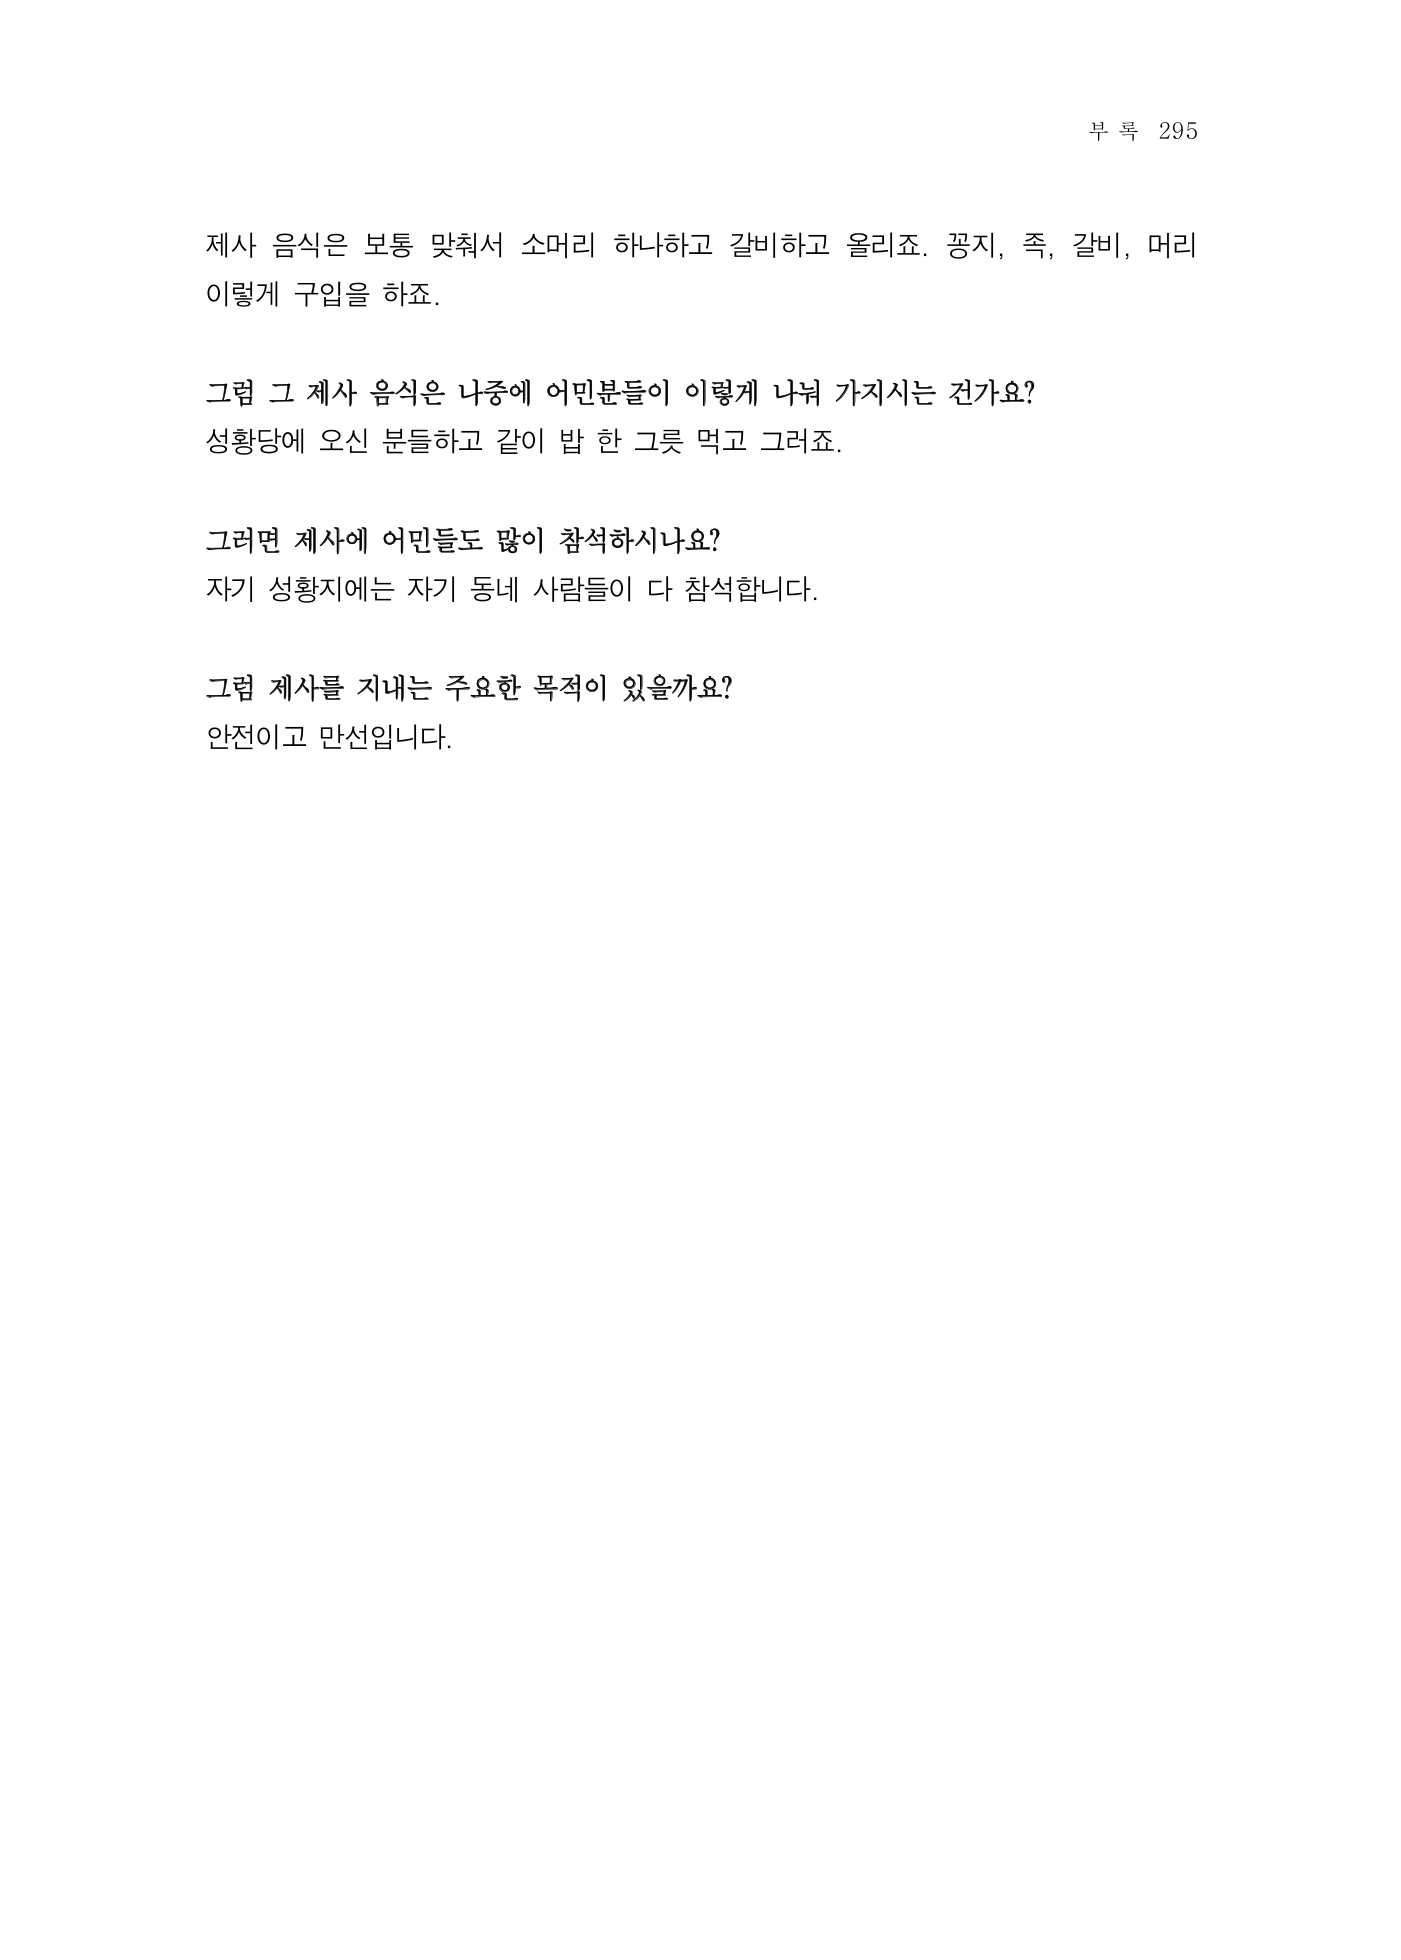 부 록 295
제사 음식은 보통 맞춰서 소머리 하나하고 갈비하고 올리죠. 꽁지, 족, 갈비, 머리
이렇게 구입을 하죠.
그럼 그 제사 음식은 나중에 어민분들이 이렇게 나눠 가지시는 건가요?
성황당에 오신 분들하고 같이 밥 한 그릇 먹고 그러죠.
그러면 제사에 어민들도 많이 참석하시나요?
자기 성황지에는 자기 동네 사람들이 다 참석합니다.
그럼 제사를 지내는 주요한 목적이 있을까요?
안전이고 만선입니다.